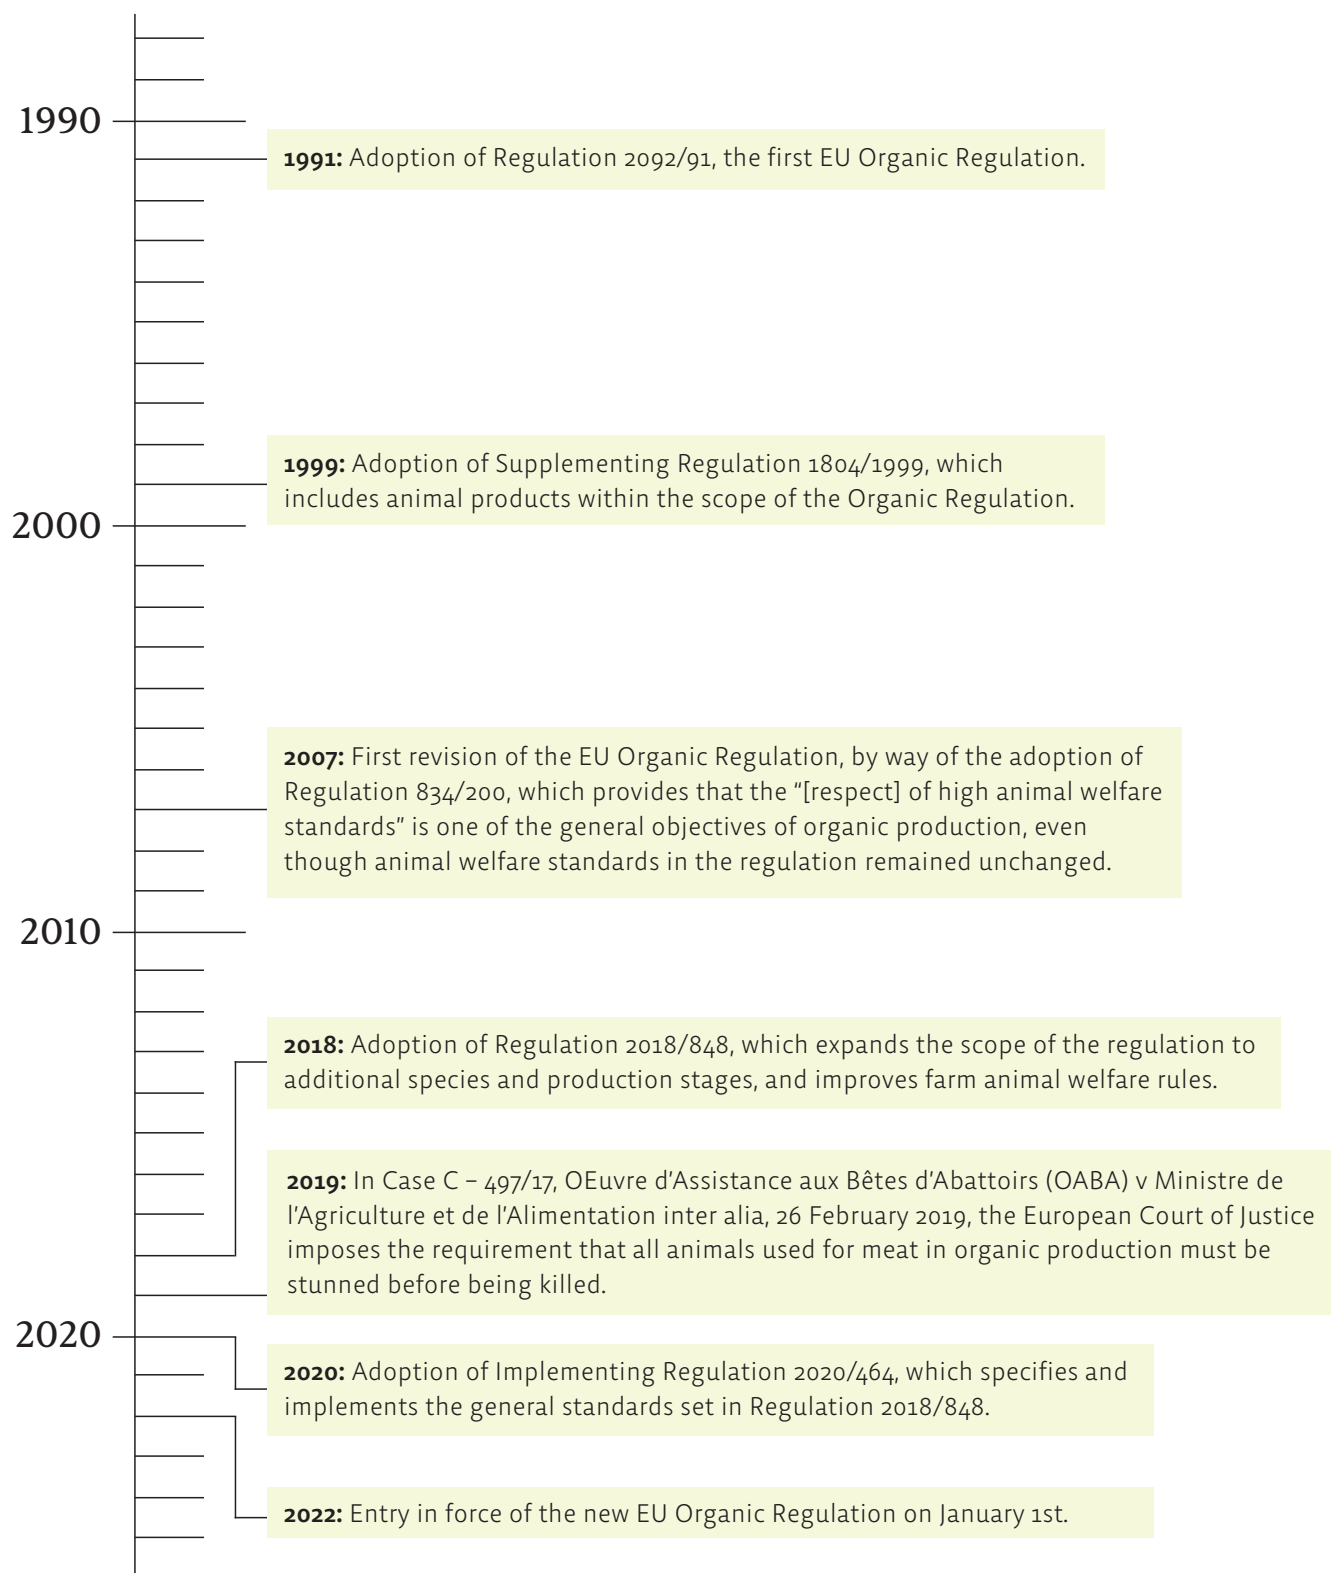 1990
1991: Adoption of Regulation 2092/91, the first EU Organic Regulation.
1999: Adoption of Supplementing Regulation 1804/1999, which
includes animal products within the scope of the Organic Regulation.
2000
2007: First revision of the EU Organic Regulation, by way of the adoption of
Regulation 834/200, which provides that the “[respect] of high animal welfare
standards” is one of the general objectives of organic production, even
though animal welfare standards in the regulation remained unchanged.
2010
2018: Adoption of Regulation 2018/848, which expands the scope of the regulation to
additional species and production stages, and improves farm animal welfare rules.
2019: In Case C – 497/17, OEuvre d'Assistance aux Bêtes d'Abattoirs (OABA) v Ministre de
l'Agriculture et de l'Alimentation inter alia, 26 February 2019, the European Court of Justice
imposes the requirement that all animals used for meat in organic production must be
stunned before being killed.
2020
2020: Adoption of Implementing Regulation 2020/464, which specifies and
implements the general standards set in Regulation 2018/848.
2022: Entry in force of the new EU Organic Regulation on January 1st.